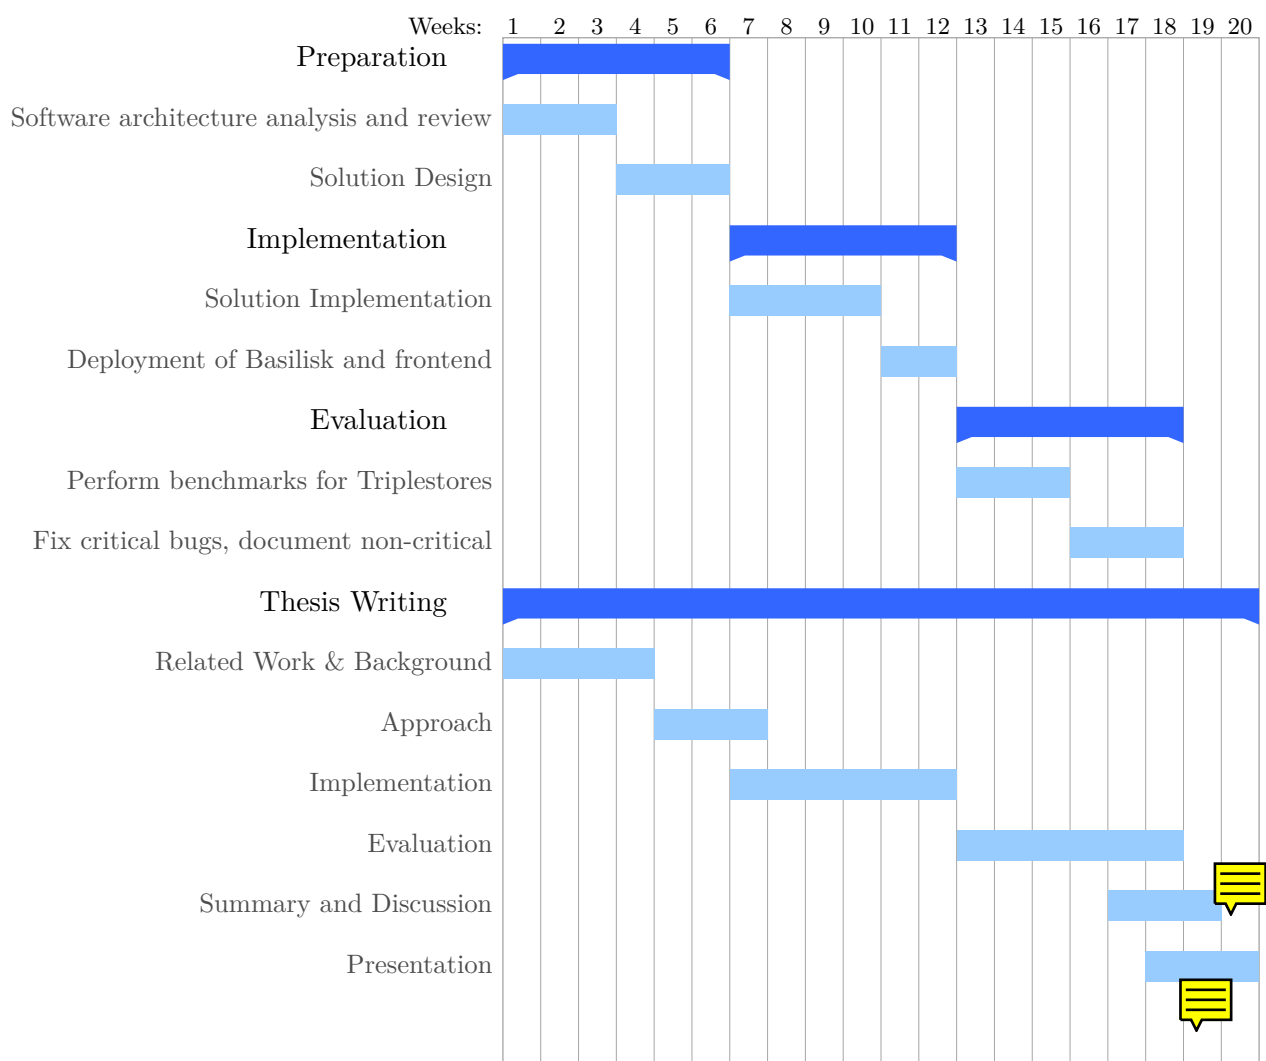 Weeks: 1 2 3 4 5 6 7 8 9 10 11 12 13 14 15 16 17 18 19 20
Preparation
Software architecture analysis and review
Solution Design
Implementation
Solution Implementation
Deployment of Basilisk and frontend
Evaluation
Perform benchmarks for Triplestores
Fix critical bugs, document non-critical
Thesis Writing
Related Work & Background
Approach
Implementation
Evaluation
Summary and Discussion
Presentation